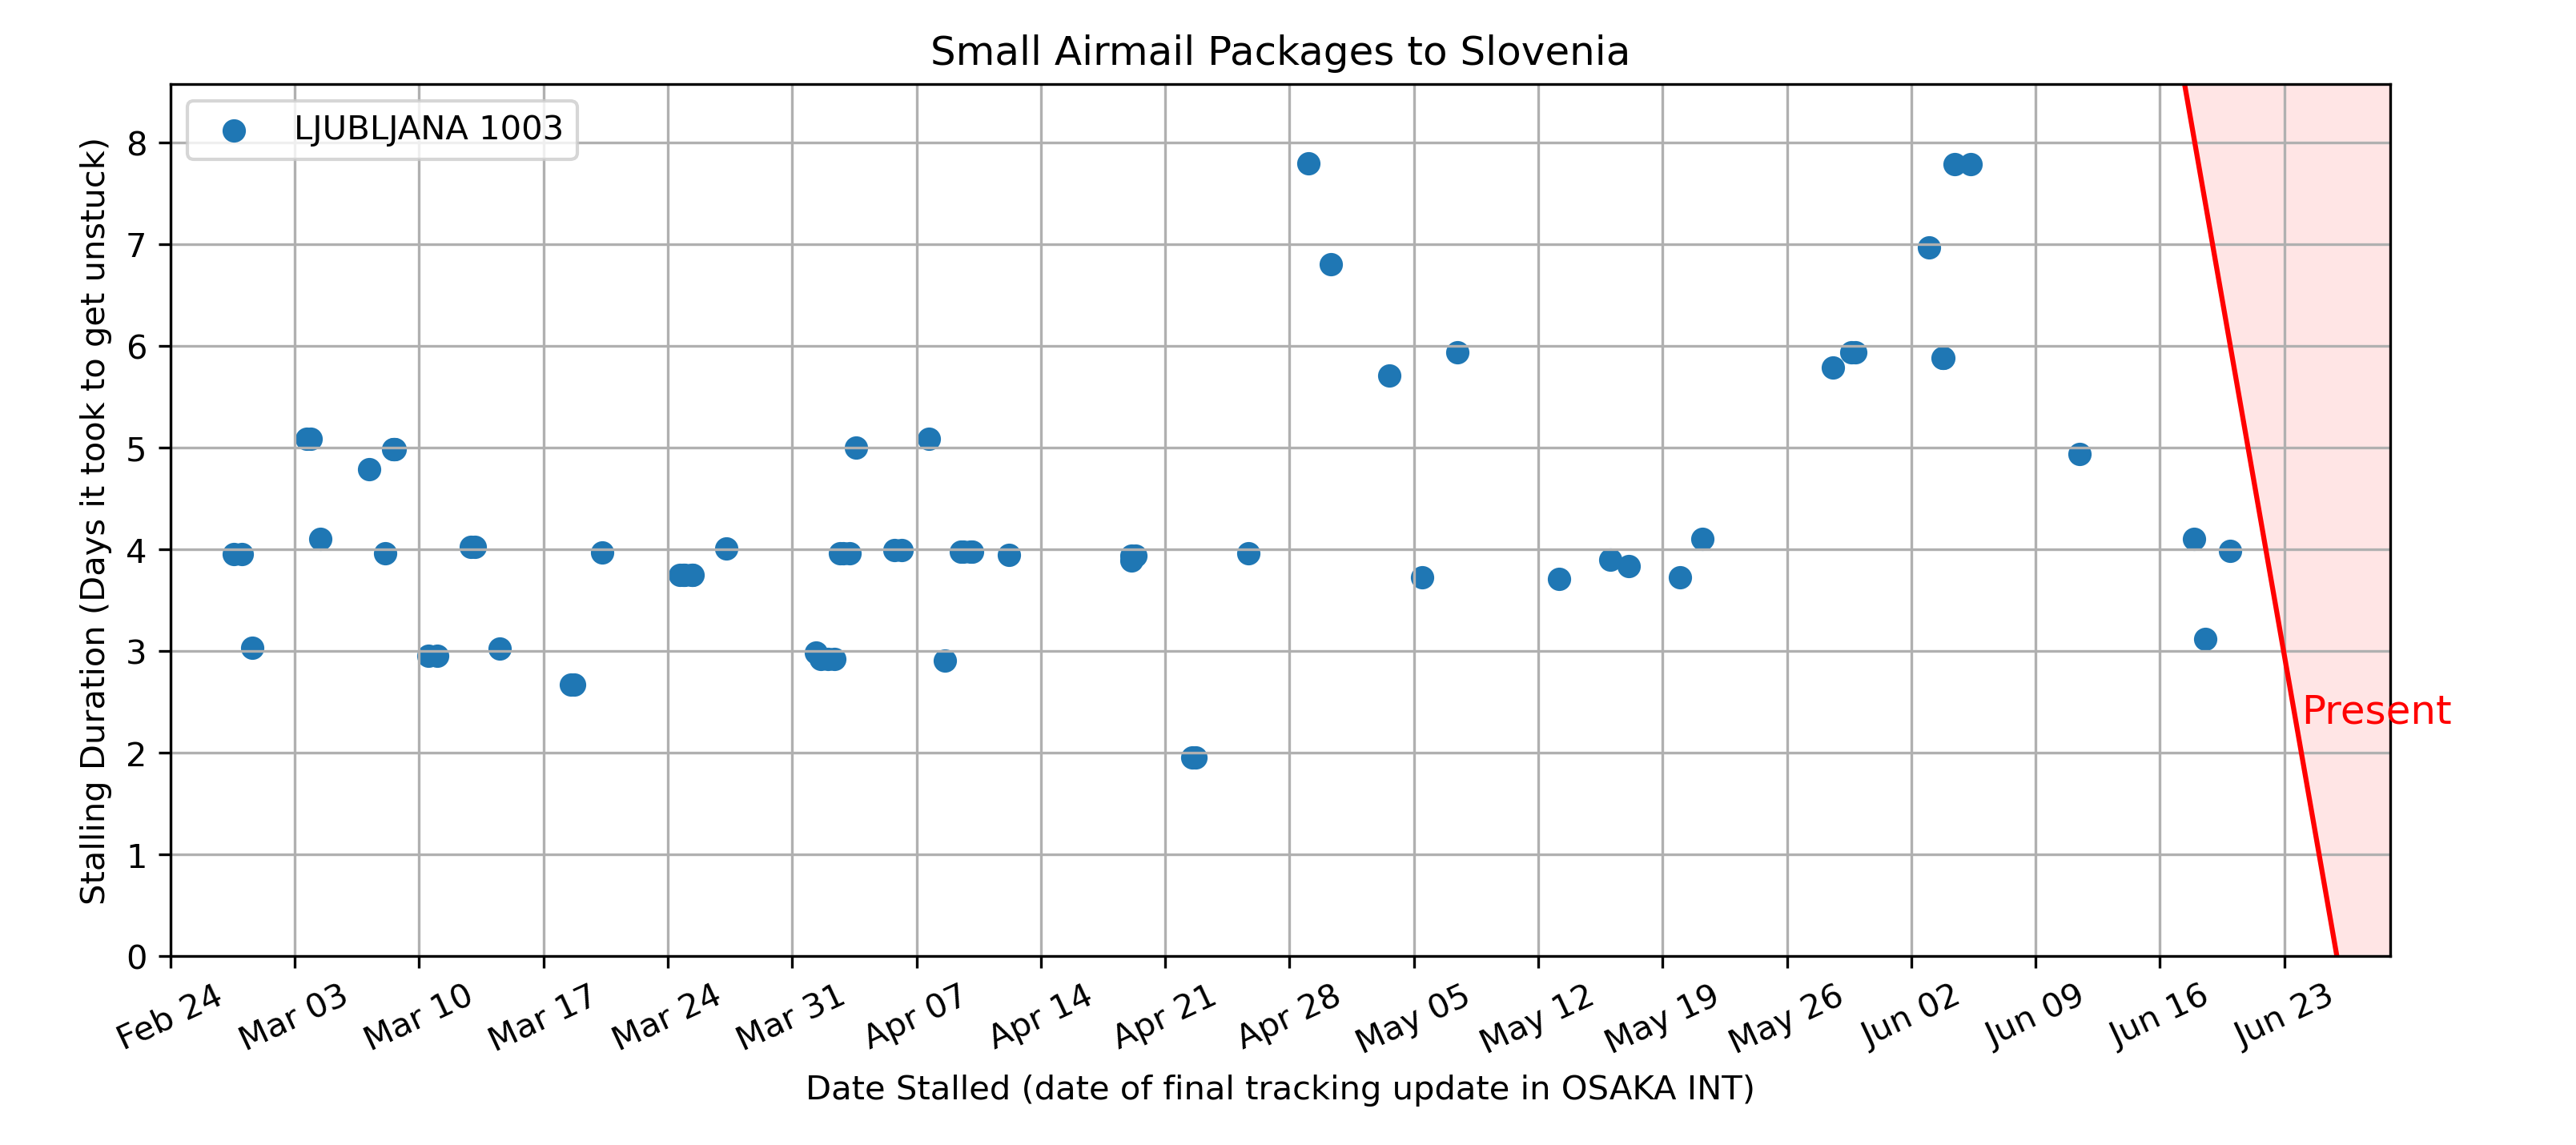 Small Airmail Packages to Slovenia
LJUBLJANA 1003
Stalling Duration (Days it took to get unstuck)
8
7
6
5
4
3
2
1
0
Present
Feb 24
Mar 03
Mar 10
Mar 17
Mar 24
Mar 31
Apr 07
Apr 14
Apr 21
Apr 28
May 05
May 12
May 19
May 26
Jun 02
Jun 09
Jun 16
Jun 23
Date Stalled (date of final tracking update in OSAKA INT)